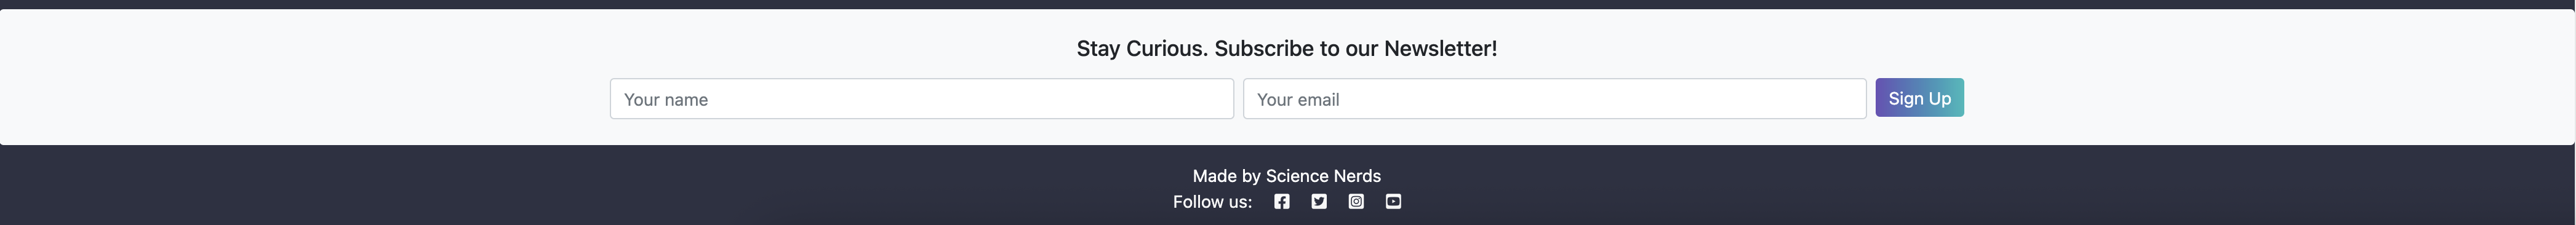 Stay Curious. Subscribe to our Newsletter!
Your name
Your email
Sign Up
Made by Science Nerds
Follow us: